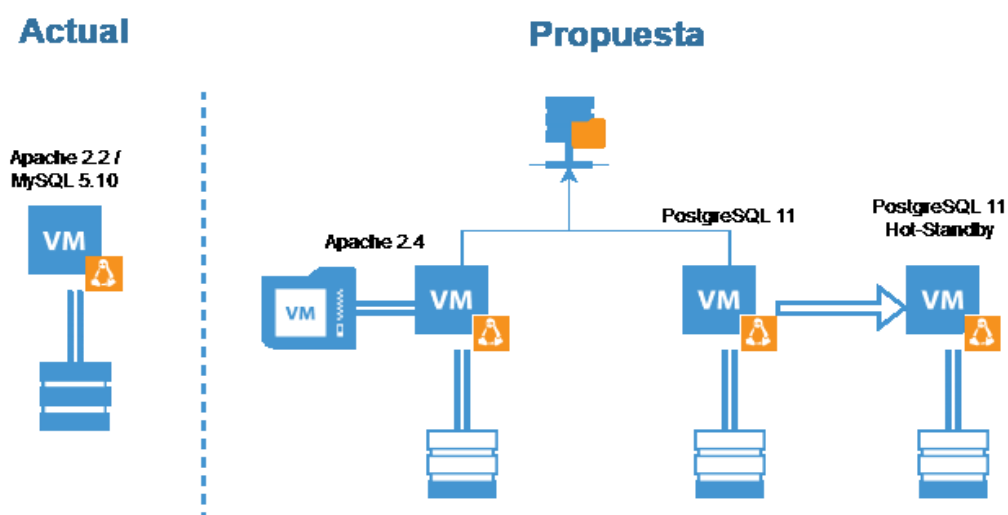 Actual
Propuesta
Apache 2.2 /
MySQL 5.10
VM
Apache 2.4
VM
VM
PostgreSQL 11
VM
PostgreSQL 11
Hot-Standby
VM